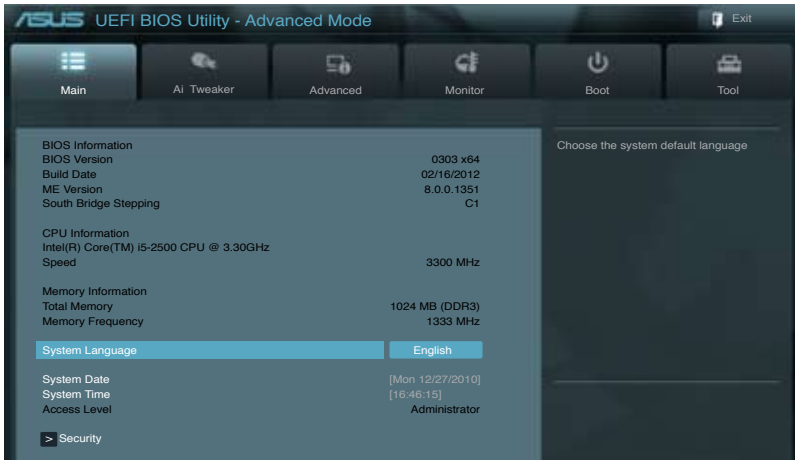 ASUS UEFI BIOS Utility - Advanced Mode
Exit
Main Ai Tweaker Advanced Monitor Boot Tool
BIOS Information
BIOS Version 0303 x64
Build Date 02/16/2012
ME Version 8.0.0.1351
South Bridge Stepping C1
CPU Information
Intel(R) Core(TM) i5-2500 CPU @ 3.30GHz
Speed 3300 MHz
Memory Information
Total Memory 1024 MB (DDR3)
Memory Frequency 1333 MHz
System Language English
System Date [Mon 12/27/2010]
System Time [16:46:15]
Access Level Administrator
> Security
Choose the system default language